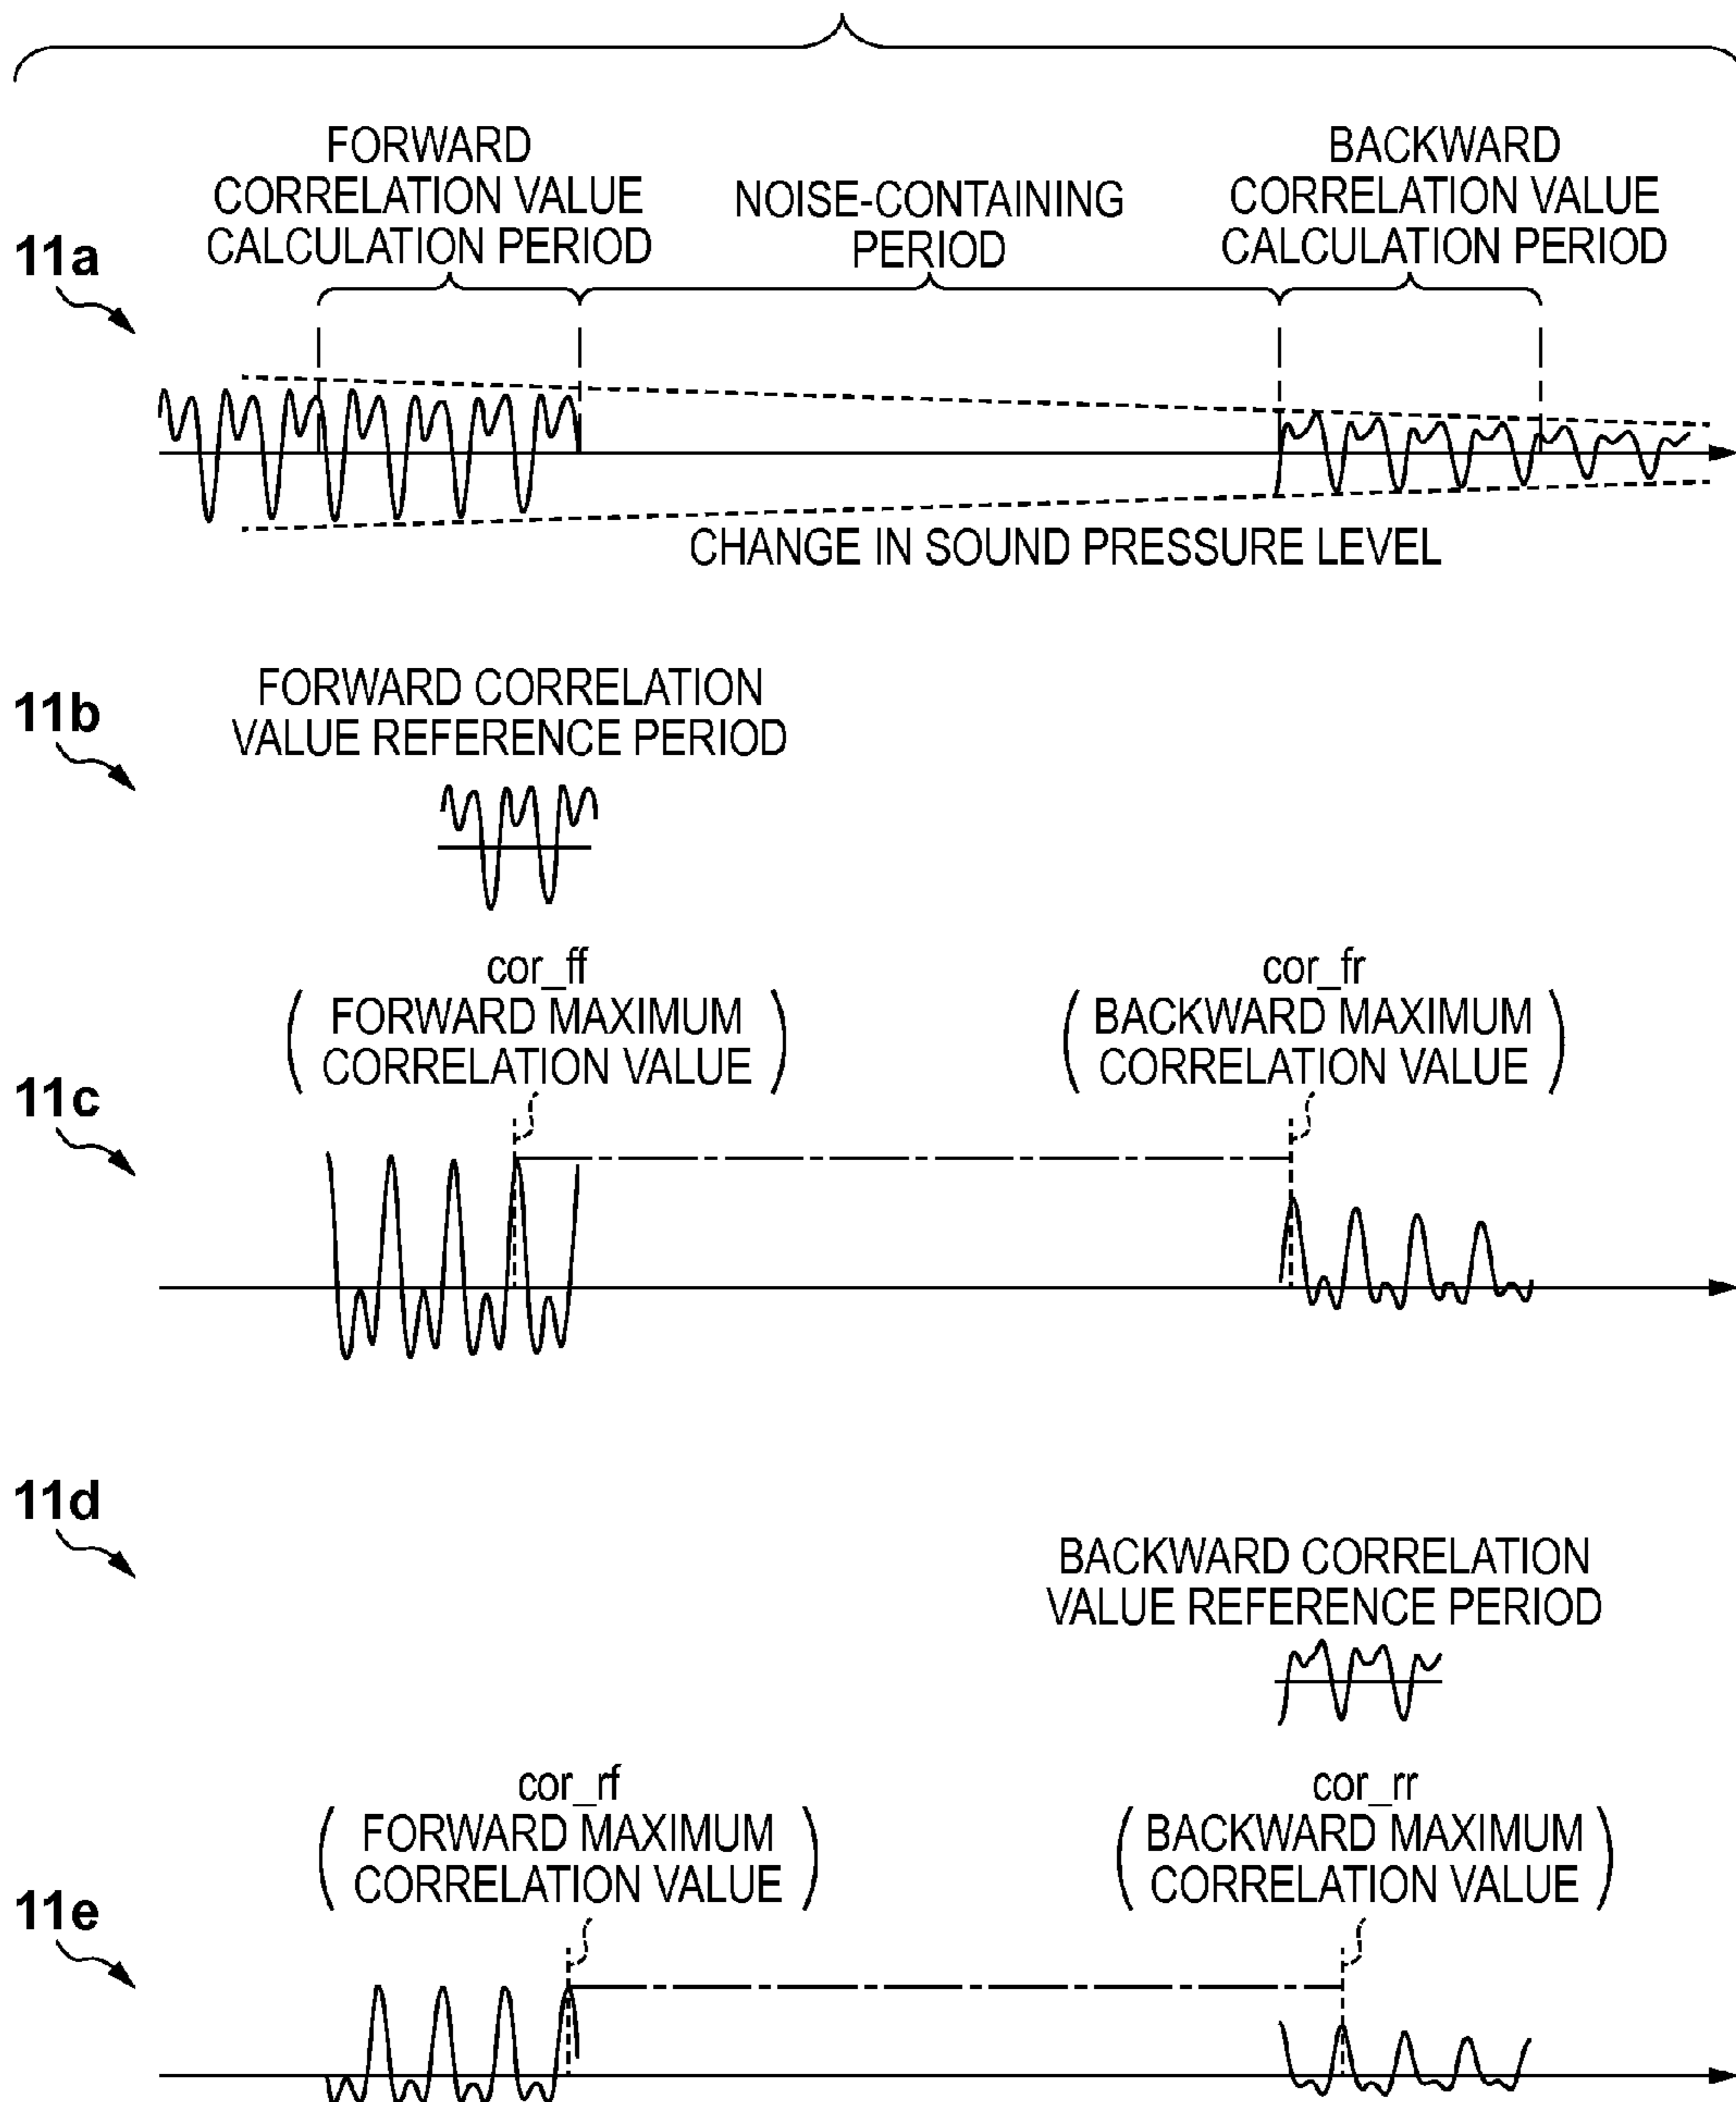 FORWARD
CORRELATION VALUE
CALCULATION PERIOD
NOISE-CONTAINING
PERIOD
BACKWARD
CORRELATION VALUE
CALCULATION PERIOD
11a
CHANGE IN SOUND PRESSURE LEVEL
11b
FORWARD CORRELATION
VALUE REFERENCE PERIOD
cor_ff
( FORWARD MAXIMUM
CORRELATION VALUE )
cor_fr
( BACKWARD MAXIMUM
CORRELATION VALUE )
11c
11d
BACKWARD CORRELATION
VALUE REFERENCE PERIOD
cor_rf
( FORWARD MAXIMUM
CORRELATION VALUE )
cor_rr
( BACKWARD MAXIMUM
CORRELATION VALUE )
11e